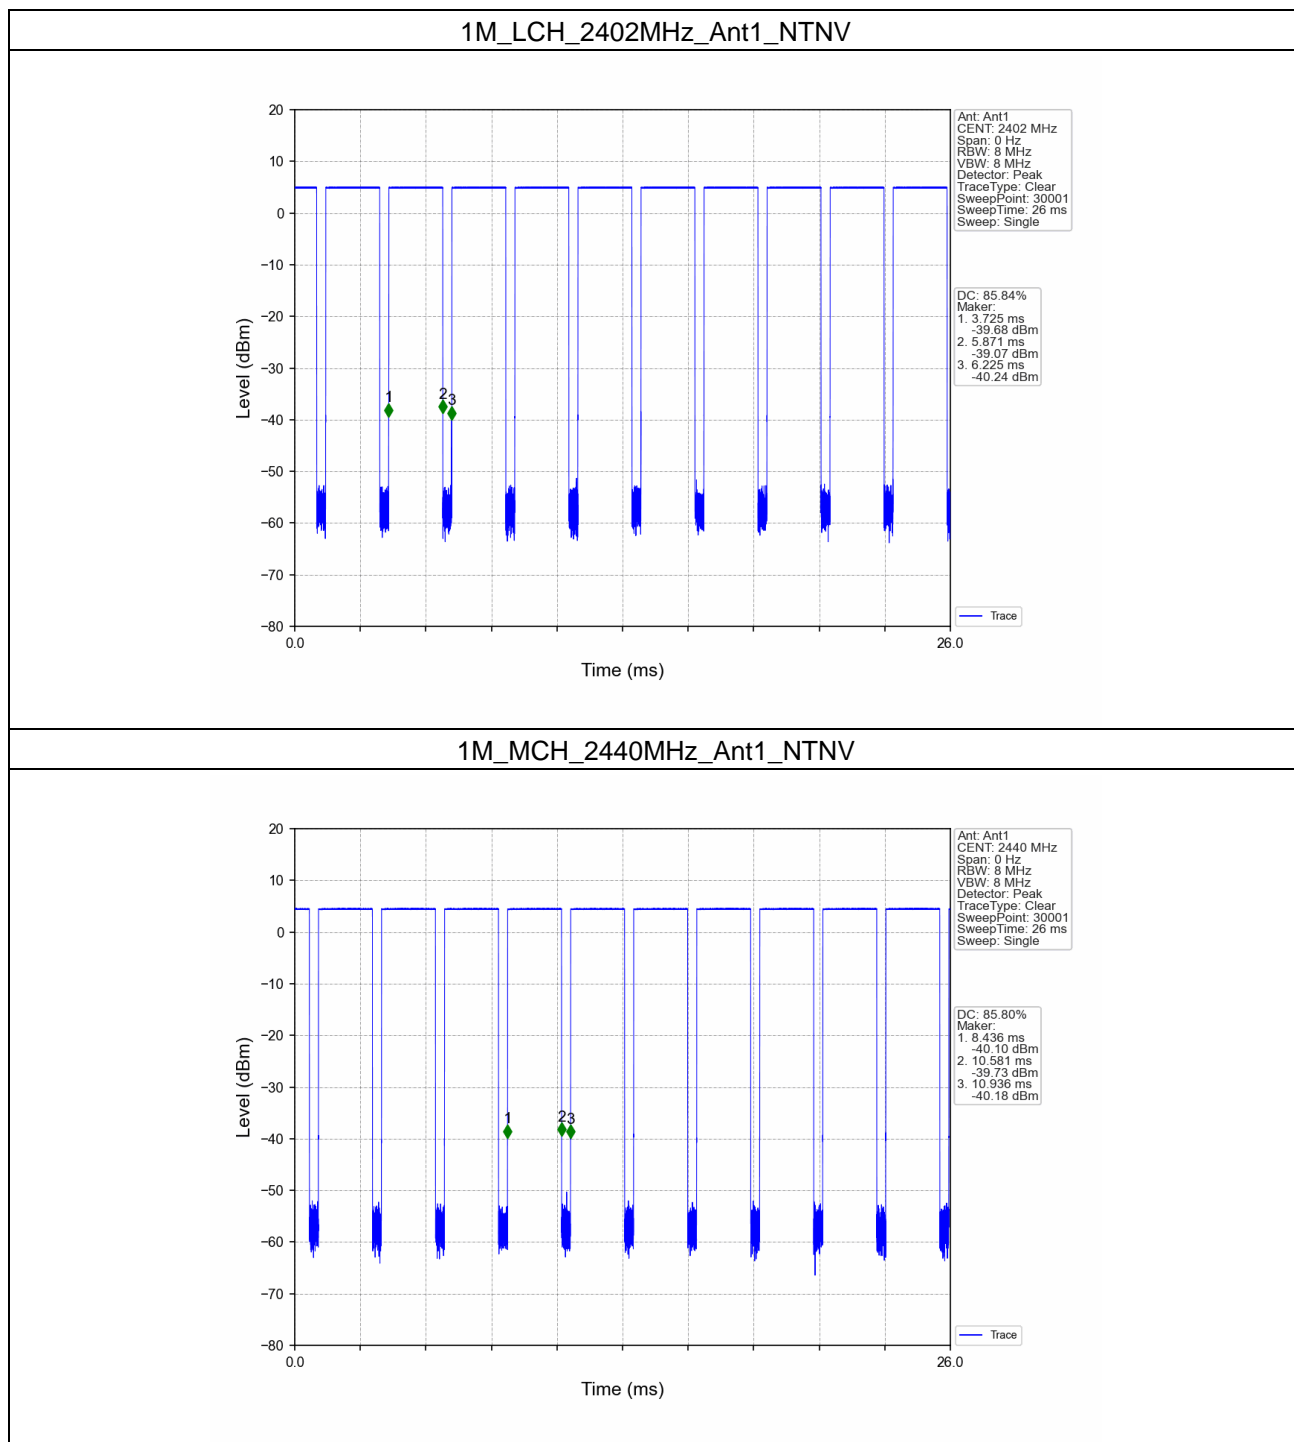 1M_LCH_2402MHz_Ant1_NTNV
20
10
0
−10
−20
−30
−40
−50
−60
−70
−80
Level (dBm)
0.0
26.0
Time (ms)
1
2
3
Ant: Ant1
CENT: 2402 MHz
Span: 0 Hz
RBW: 8 MHz
VBW: 8 MHz
Detector: Peak
TraceType: Clear
SweepPoint: 30001
SweepTime: 26 ms
Sweep: Single
DC: 85.84%
Maker:
1. 3.725 ms
-39.68 dBm
2. 5.871 ms
-39.07 dBm
3. 6.225 ms
-40.24 dBm
Trace
1M_MCH_2440MHz_Ant1_NTNV
20
10
0
−10
−20
−30
−40
−50
−60
−70
−80
Level (dBm)
0.0
26.0
Time (ms)
1
2
3
Ant: Ant1
CENT: 2440 MHz
Span: 0 Hz
RBW: 8 MHz
VBW: 8 MHz
Detector: Peak
TraceType: Clear
SweepPoint: 30001
SweepTime: 26 ms
Sweep: Single
DC: 85.80%
Maker:
1. 8.436 ms
-40.10 dBm
2. 10.581 ms
-39.73 dBm
3. 10.936 ms
-40.18 dBm
Trace